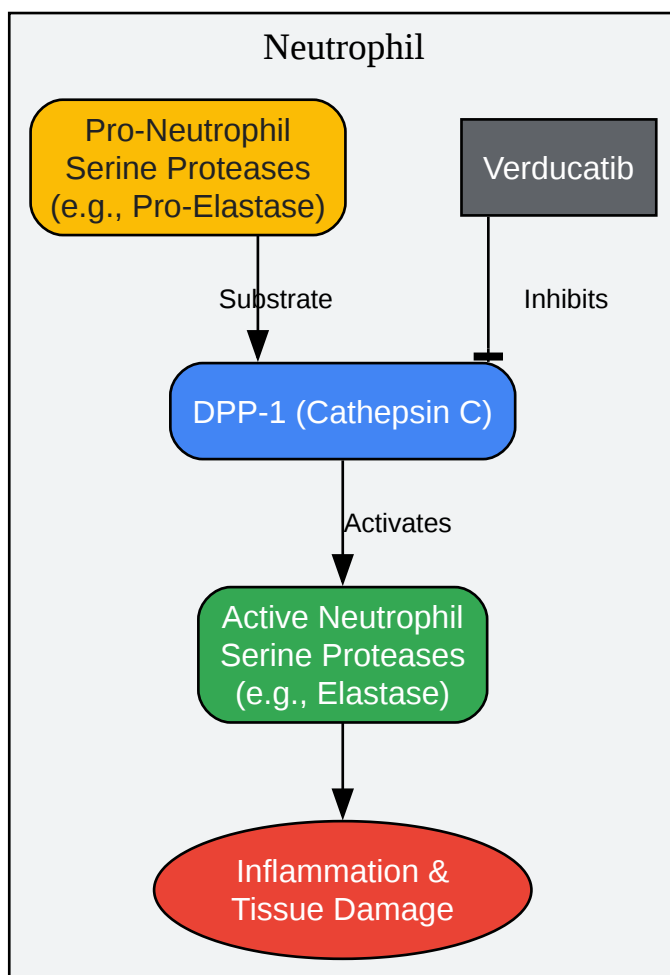 Neutrophil
Pro-Neutrophil
Serine Proteases
(e.g., Pro-Elastase)
Verducatib
Substrate
Inhibits
DPP-1 (Cathepsin C)
Activates
Active Neutrophil
Serine Proteases
(e.g., Elastase)
Inflammation &
Tissue Damage